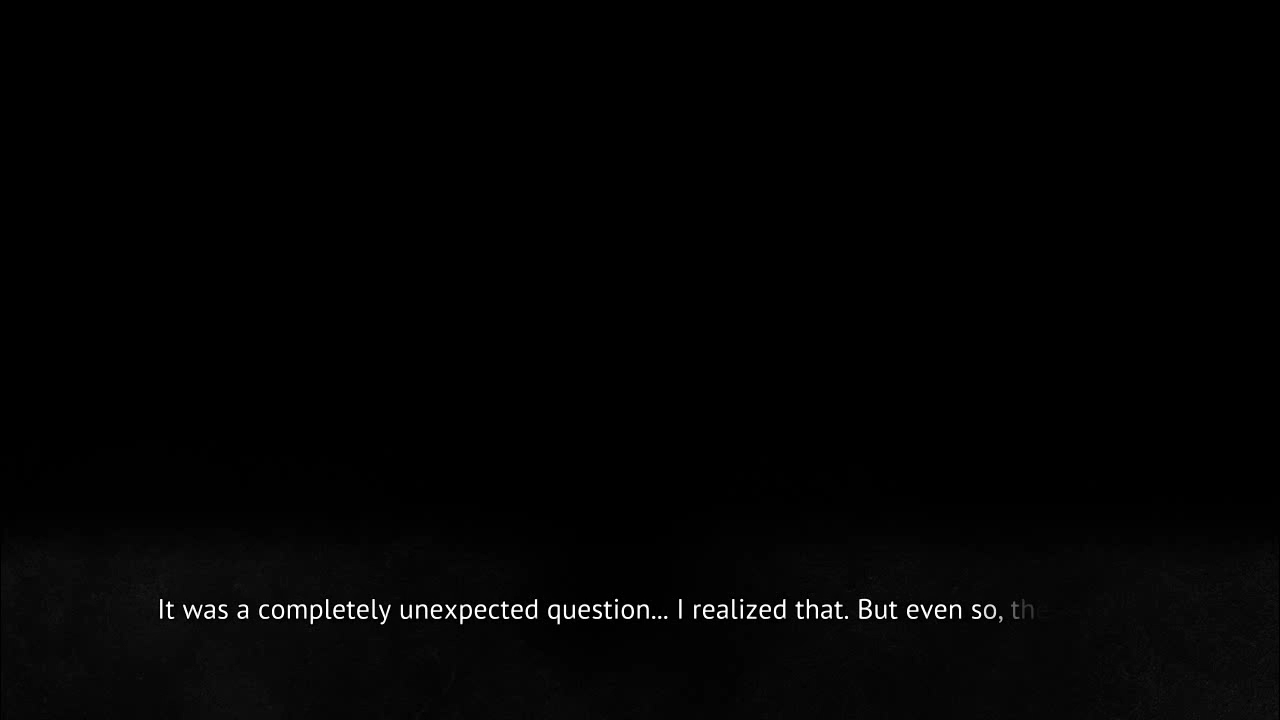 It was a completely unexpected question... I realized that. But even so,